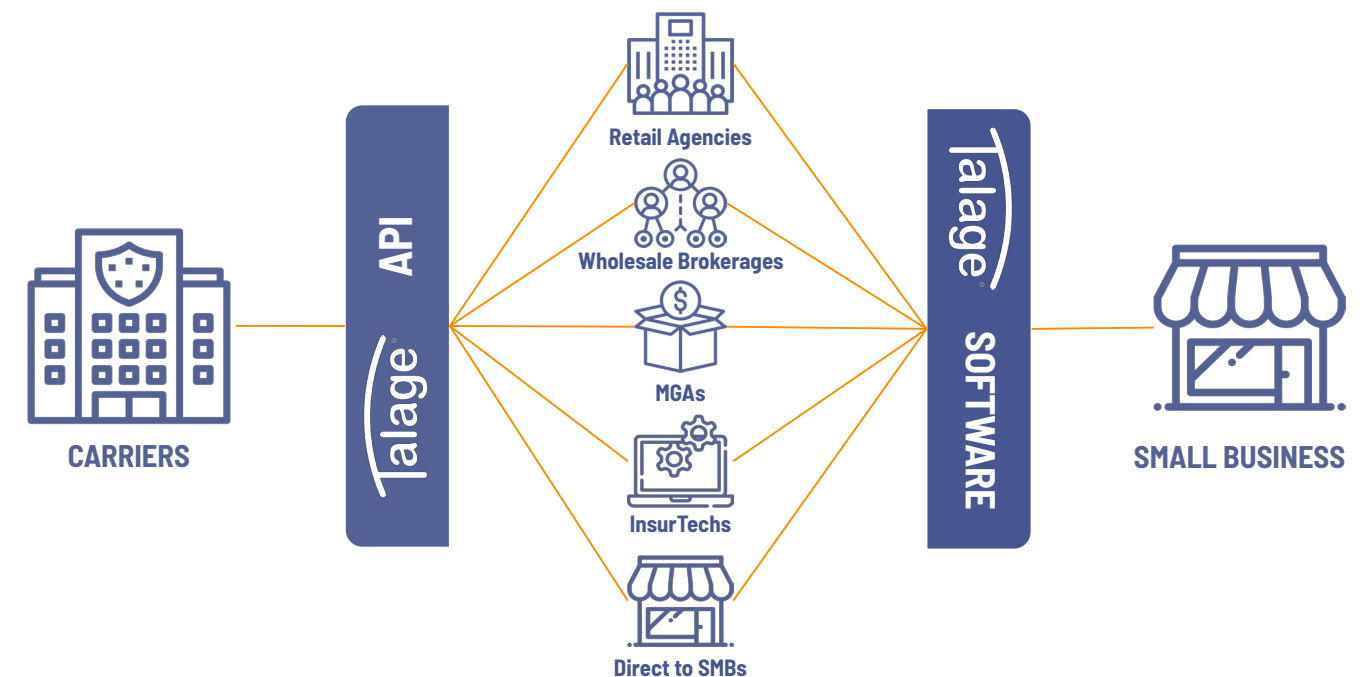 CARRIERS
Talage® API
Retail Agencies
Wholesale Brokerages
$
MGAs
InsurTechs
Direct to SMBs
Talage® SOFTWARE
SMALL BUSINESS